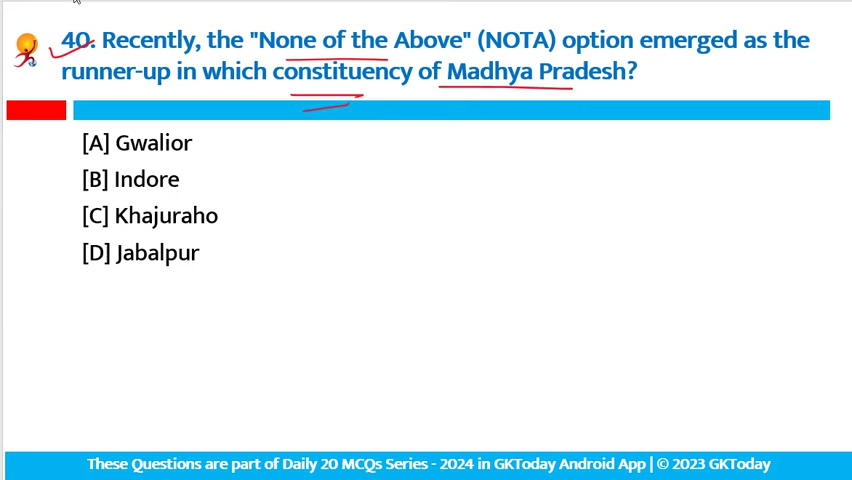 40. Recently, the "None of the Above" (NOTA) option emerged as the
runner-up in which constituency of Madhya Pradesh?
[A] Gwalior
[B] Indore
[C] Khajuraho
[D] Jabalpur
These Questions are part of Daily 20 MCQs Series - 2024 in GKToday Android App | © 2023 GKToday